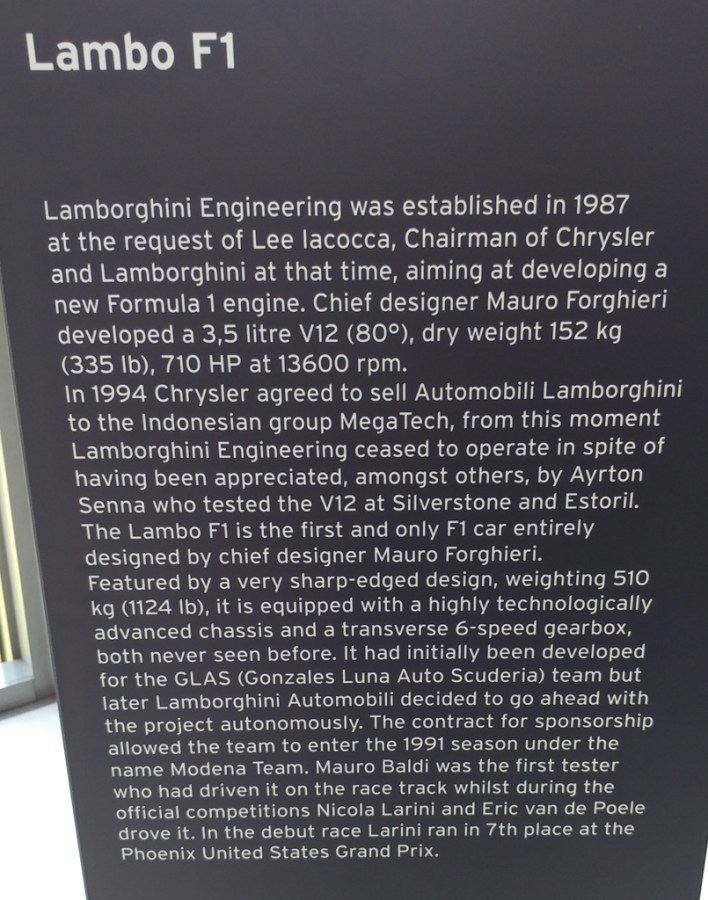 Lambo F1
Lamborghini Engineering was established in 1987
at the request of Lee Iacocca, Chairman of Chrysler
and Lamborghini at that time, aiming at developing a
new Formula 1 engine. Chief designer Mauro Forghieri
developed a 3,5 litre V12 (80°), dry weight 152 kg
(335 lb), 710 HP at 13600 rpm.
In 1994 Chrysler agreed to sell Automobili Lamborghini
to the Indonesian group MegaTech, from this moment
Lamborghini Engineering ceased to operate in spite of
having been appreciated, amongst others, by Ayrton
Senna who tested the V12 at Silverstone and Estoril.
The Lambo F1 is the first and only F1 car entirely
designed by chief designer Mauro Forghieri.
Featured by a very sharp-edged design, weighting 510
kg (1124 lb), it is equipped with a highly technologically
advanced chassis and a transverse 6-speed gearbox,
both never seen before. It had initially been developed
for the GLAS (Gonzales Luna Auto Scuderia) team but
later Lamborghini Automobili decided to go ahead with
the project autonomously. The contract for sponsorship
allowed the team to enter the 1991 season under the
name Modena Team. Mauro Baldi was the first tester
who had driven it on the race track whilst during the
official competitions Nicola Larini and Eric van de Poele
drove it. In the debut race Larini ran in 7th place at the
Phoenix United States Grand Prix.